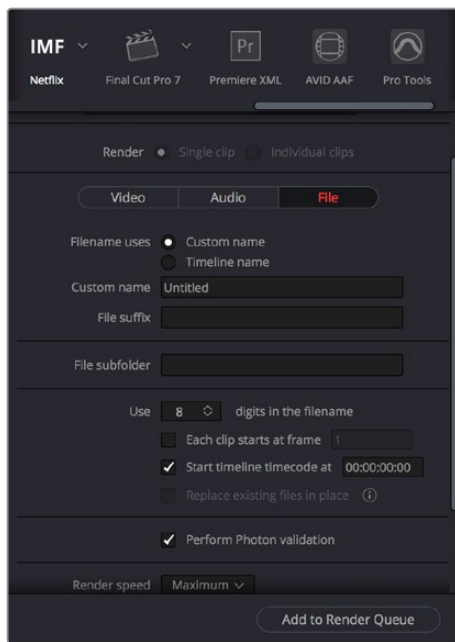 IMF
Netflix
Final Cut Pro 7
Pr
Premiere XML
AVID AAF
Pro Tools
Render Single clip Individual clips
Video Audio File
Filename uses Custom name
Timeline name
Custom name Untitled
File suffix
File subfolder
Use 8 digits in the filename
Each clip starts at frame 1
Start timeline timecode at 00:00:00:00
Replace existing files in place
Perform Photon validation
Render speed Maximum
Add to Render Queue